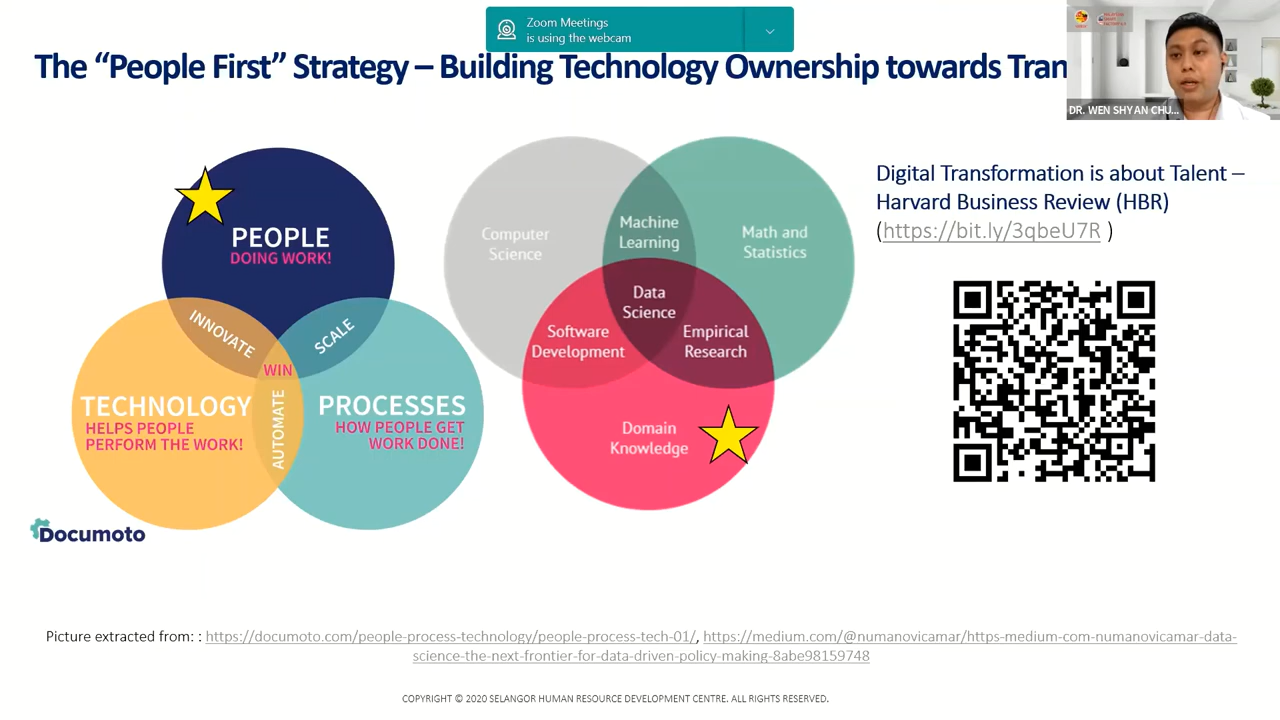 Zoom Meetings
is using the webcam
The “People First” Strategy – Building Technology Ownership towards Tran
DR. WEN SHYAN CHU...
PEOPLE
DOING WORK!
INNOVATE
SCALE
WIN
AUTOMATE
TECHNOLOGY
HELPS PEOPLE
PERFORM THE WORK!
PROCESSES
HOW PEOPLE GET
WORK DONE!
Documoto
Computer
Science
Machine
Learning
Math and
Statistics
Data
Science
Software
Development
Empirical
Research
Domain
Knowledge
Digital Transformation is about Talent –
Harvard Business Review (HBR)
(https://bit.ly/3qbeU7R )
Picture extracted from: : https://documoto.com/people-process-technology/people-process-tech-01/, https://medium.com/@numanovicamar/https-medium-com-numanovicamar-data-
science-the-next-frontier-for-data-driven-policy-making-8abe98159748
COPYRIGHT © 2020 SELANGOR HUMAN RESOURCE DEVELOPMENT CENTRE. ALL RIGHTS RESERVED.